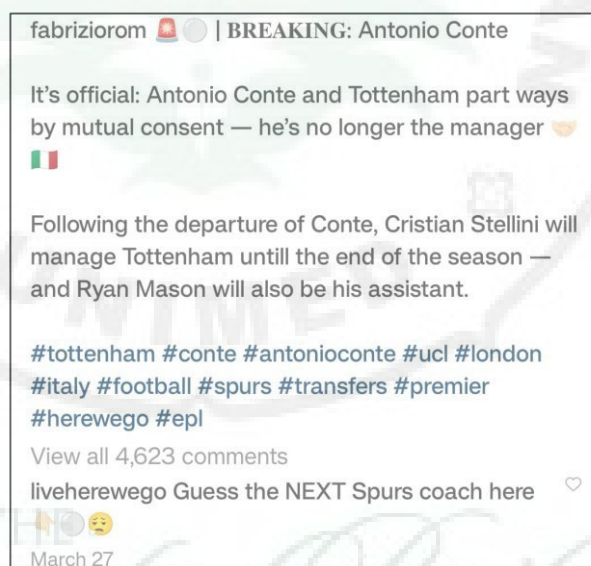 fabriziorom 🚨⚪ | BREAKING: Antonio Conte
It's official: Antonio Conte and Tottenham part ways
by mutual consent — he's no longer the manager 🤝
🇮🇹
Following the departure of Conte, Cristian Stellini will
manage Tottenham untill the end of the season —
and Ryan Mason will also be his assistant.
#tottenham #conte #antonioconte #ucl #london
#italy #football #spurs #transfers #premier
#herewego #epl
View all 4,623 comments
liveherewego Guess the NEXT Spurs coach here
👇🏻⚪😮‍💨
March 27
UNIMED
THE